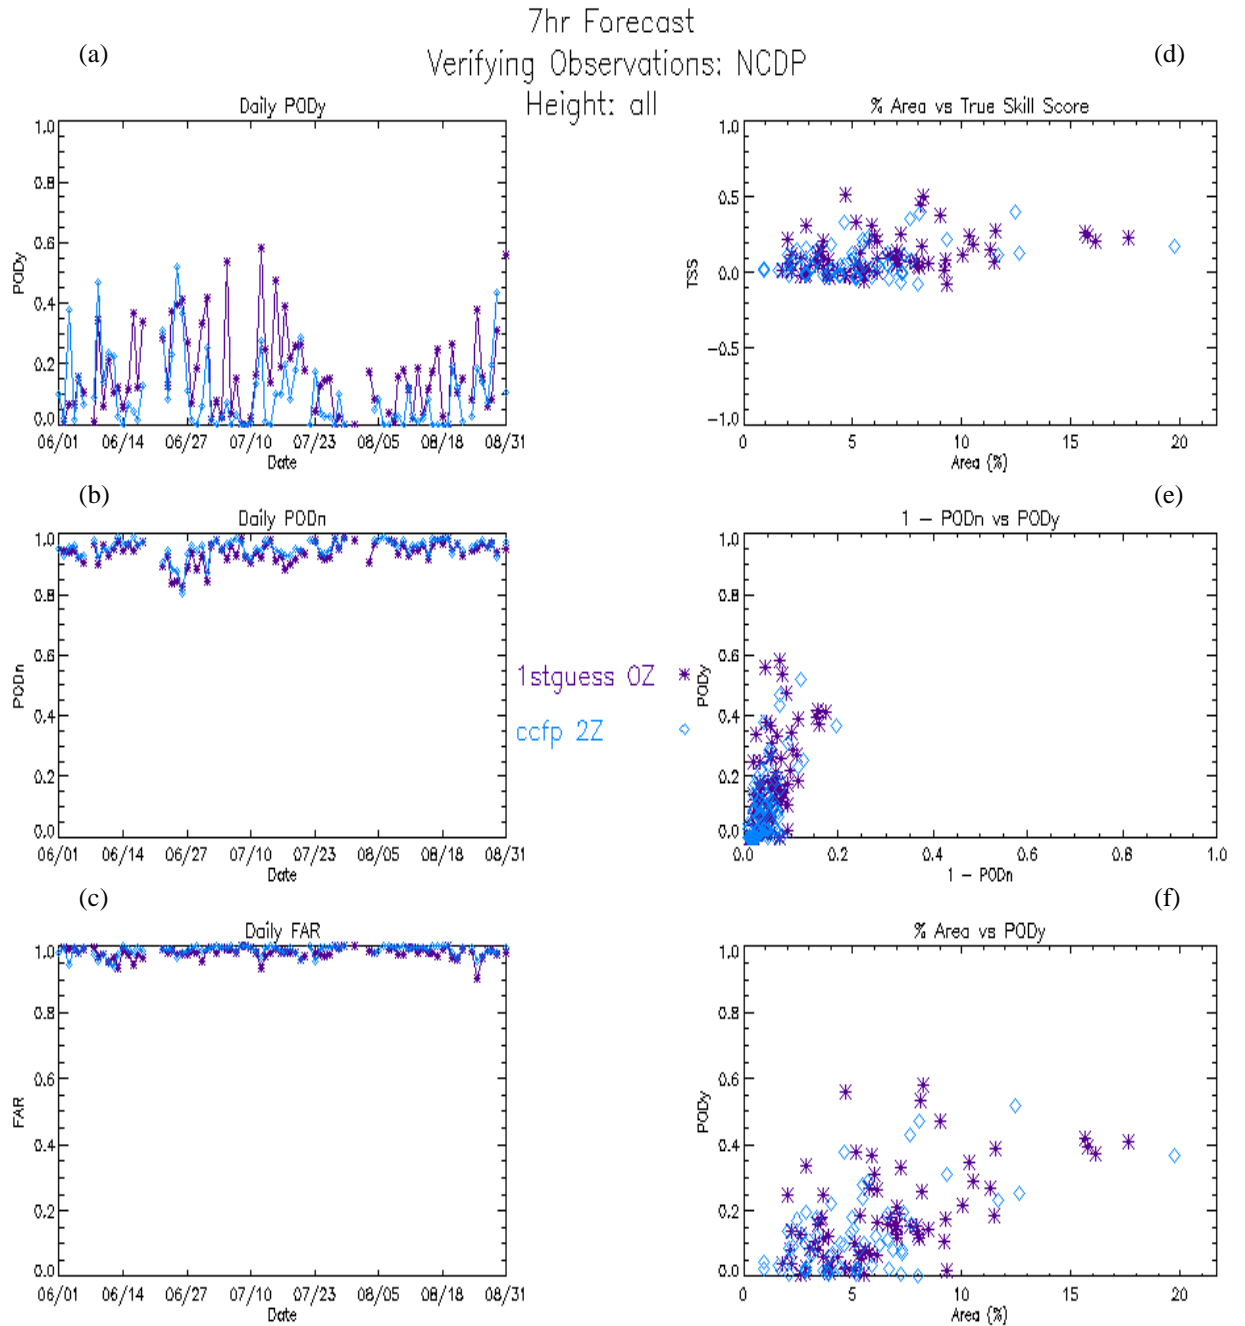 7hr Forecast
(a)
(d)
Verifying Observations: NCDP
Height: all
Daily PODy
% Area vs True Skill Score
1.0
0.8
0.6
0.4
0.2
0.0
PODy
06/01 06/14 06/27 07/10 07/23 08/05 08/18 08/31
Date
1.0
0.5
0.0
-0.5
-1.0
TSS
0 5 10 15 20
Area (%)
(b)
(e)
Daily PODn
1.0
0.8
0.6
0.4
0.2
0.0
PODn
06/01 06/14 06/27 07/10 07/23 08/05 08/18 08/31
Date
1stguess 0Z
ccfp 2Z
1 - PODn vs PODy
1.0
0.8
0.6
0.4
0.2
0.0
PODy
0.0 0.2 0.4 0.6 0.8 1.0
1 - PODn
(c)
(f)
Daily FAR
1.0
0.8
0.6
0.4
0.2
0.0
FAR
06/01 06/14 06/27 07/10 07/23 08/05 08/18 08/31
Date
% Area vs PODy
1.0
0.8
0.6
0.4
0.2
0.0
PODy
0 5 10 15 20
Area (%)